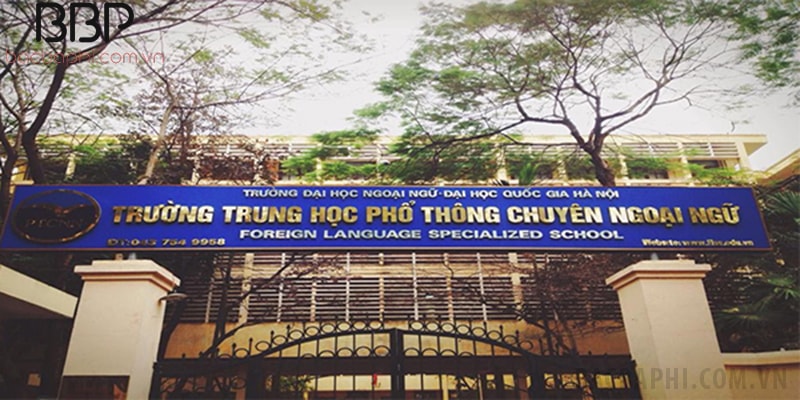 BBP
TRƯỜNG ĐẠI HỌC NGOẠI NGỮ - ĐẠI HỌC QUỐC GIA HÀ NỘI
TRƯỜNG TRUNG HỌC PHỔ THÔNG CHUYÊN NGOẠI NGỮ
FOREIGN LANGUAGE SPECIALIZED SCHOOL